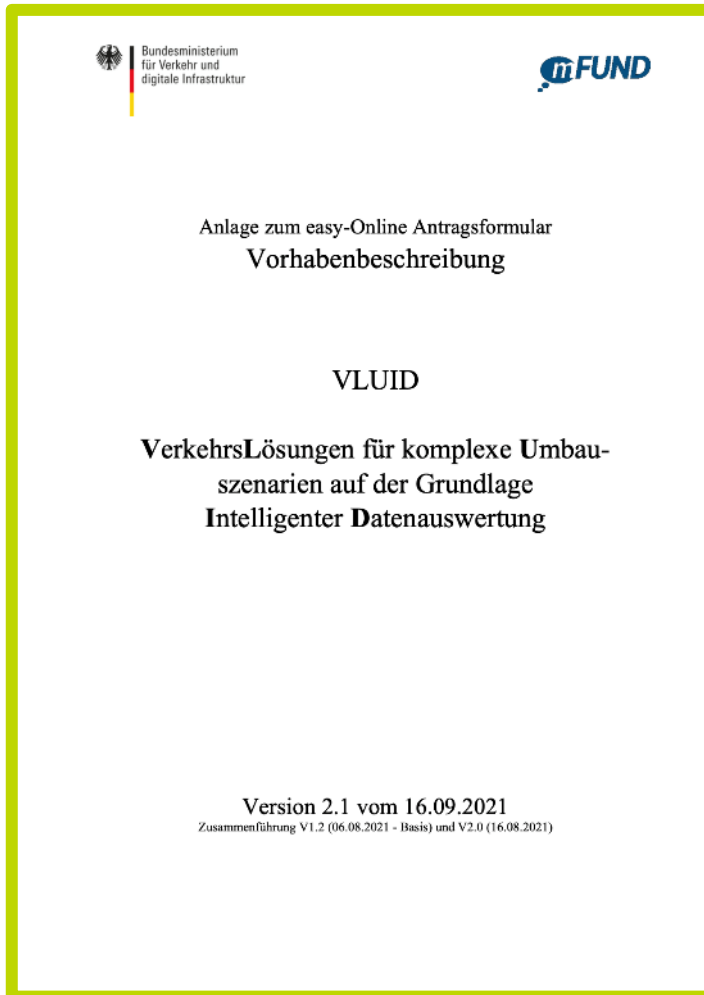 Bundesministerium
für Verkehr und
digitale Infrastruktur
mFUND
Anlage zum easy-Online Antragsformular
Vorhabenbeschreibung
VLUID
VerkehrsLösungen für komplexe Umbau-
szenarien auf der Grundlage
Intelligenter Datenauswertung
Version 2.1 vom 16.09.2021
Zusammenführung V1.2 (06.08.2021 - Basis) und V2.0 (16.08.2021)